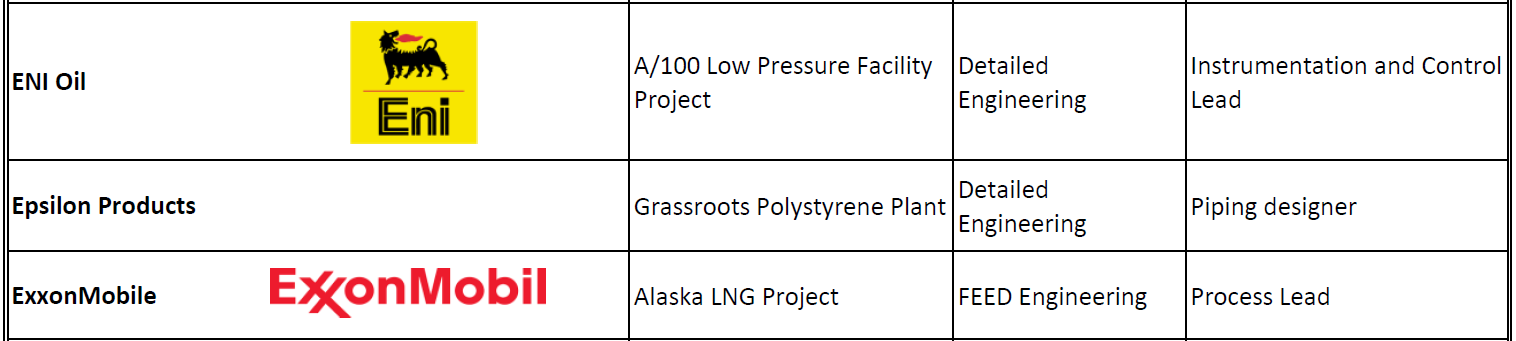 ENI Oil
Eni
A/100 Low Pressure Facility
Project
Detailed
Engineering
Instrumentation and Control
Lead
Epsilon Products
Grassroots Polystyrene Plant
Detailed
Engineering
Piping designer
ExxonMobile
ExxonMobil
Alaska LNG Project
FEED Engineering
Process Lead